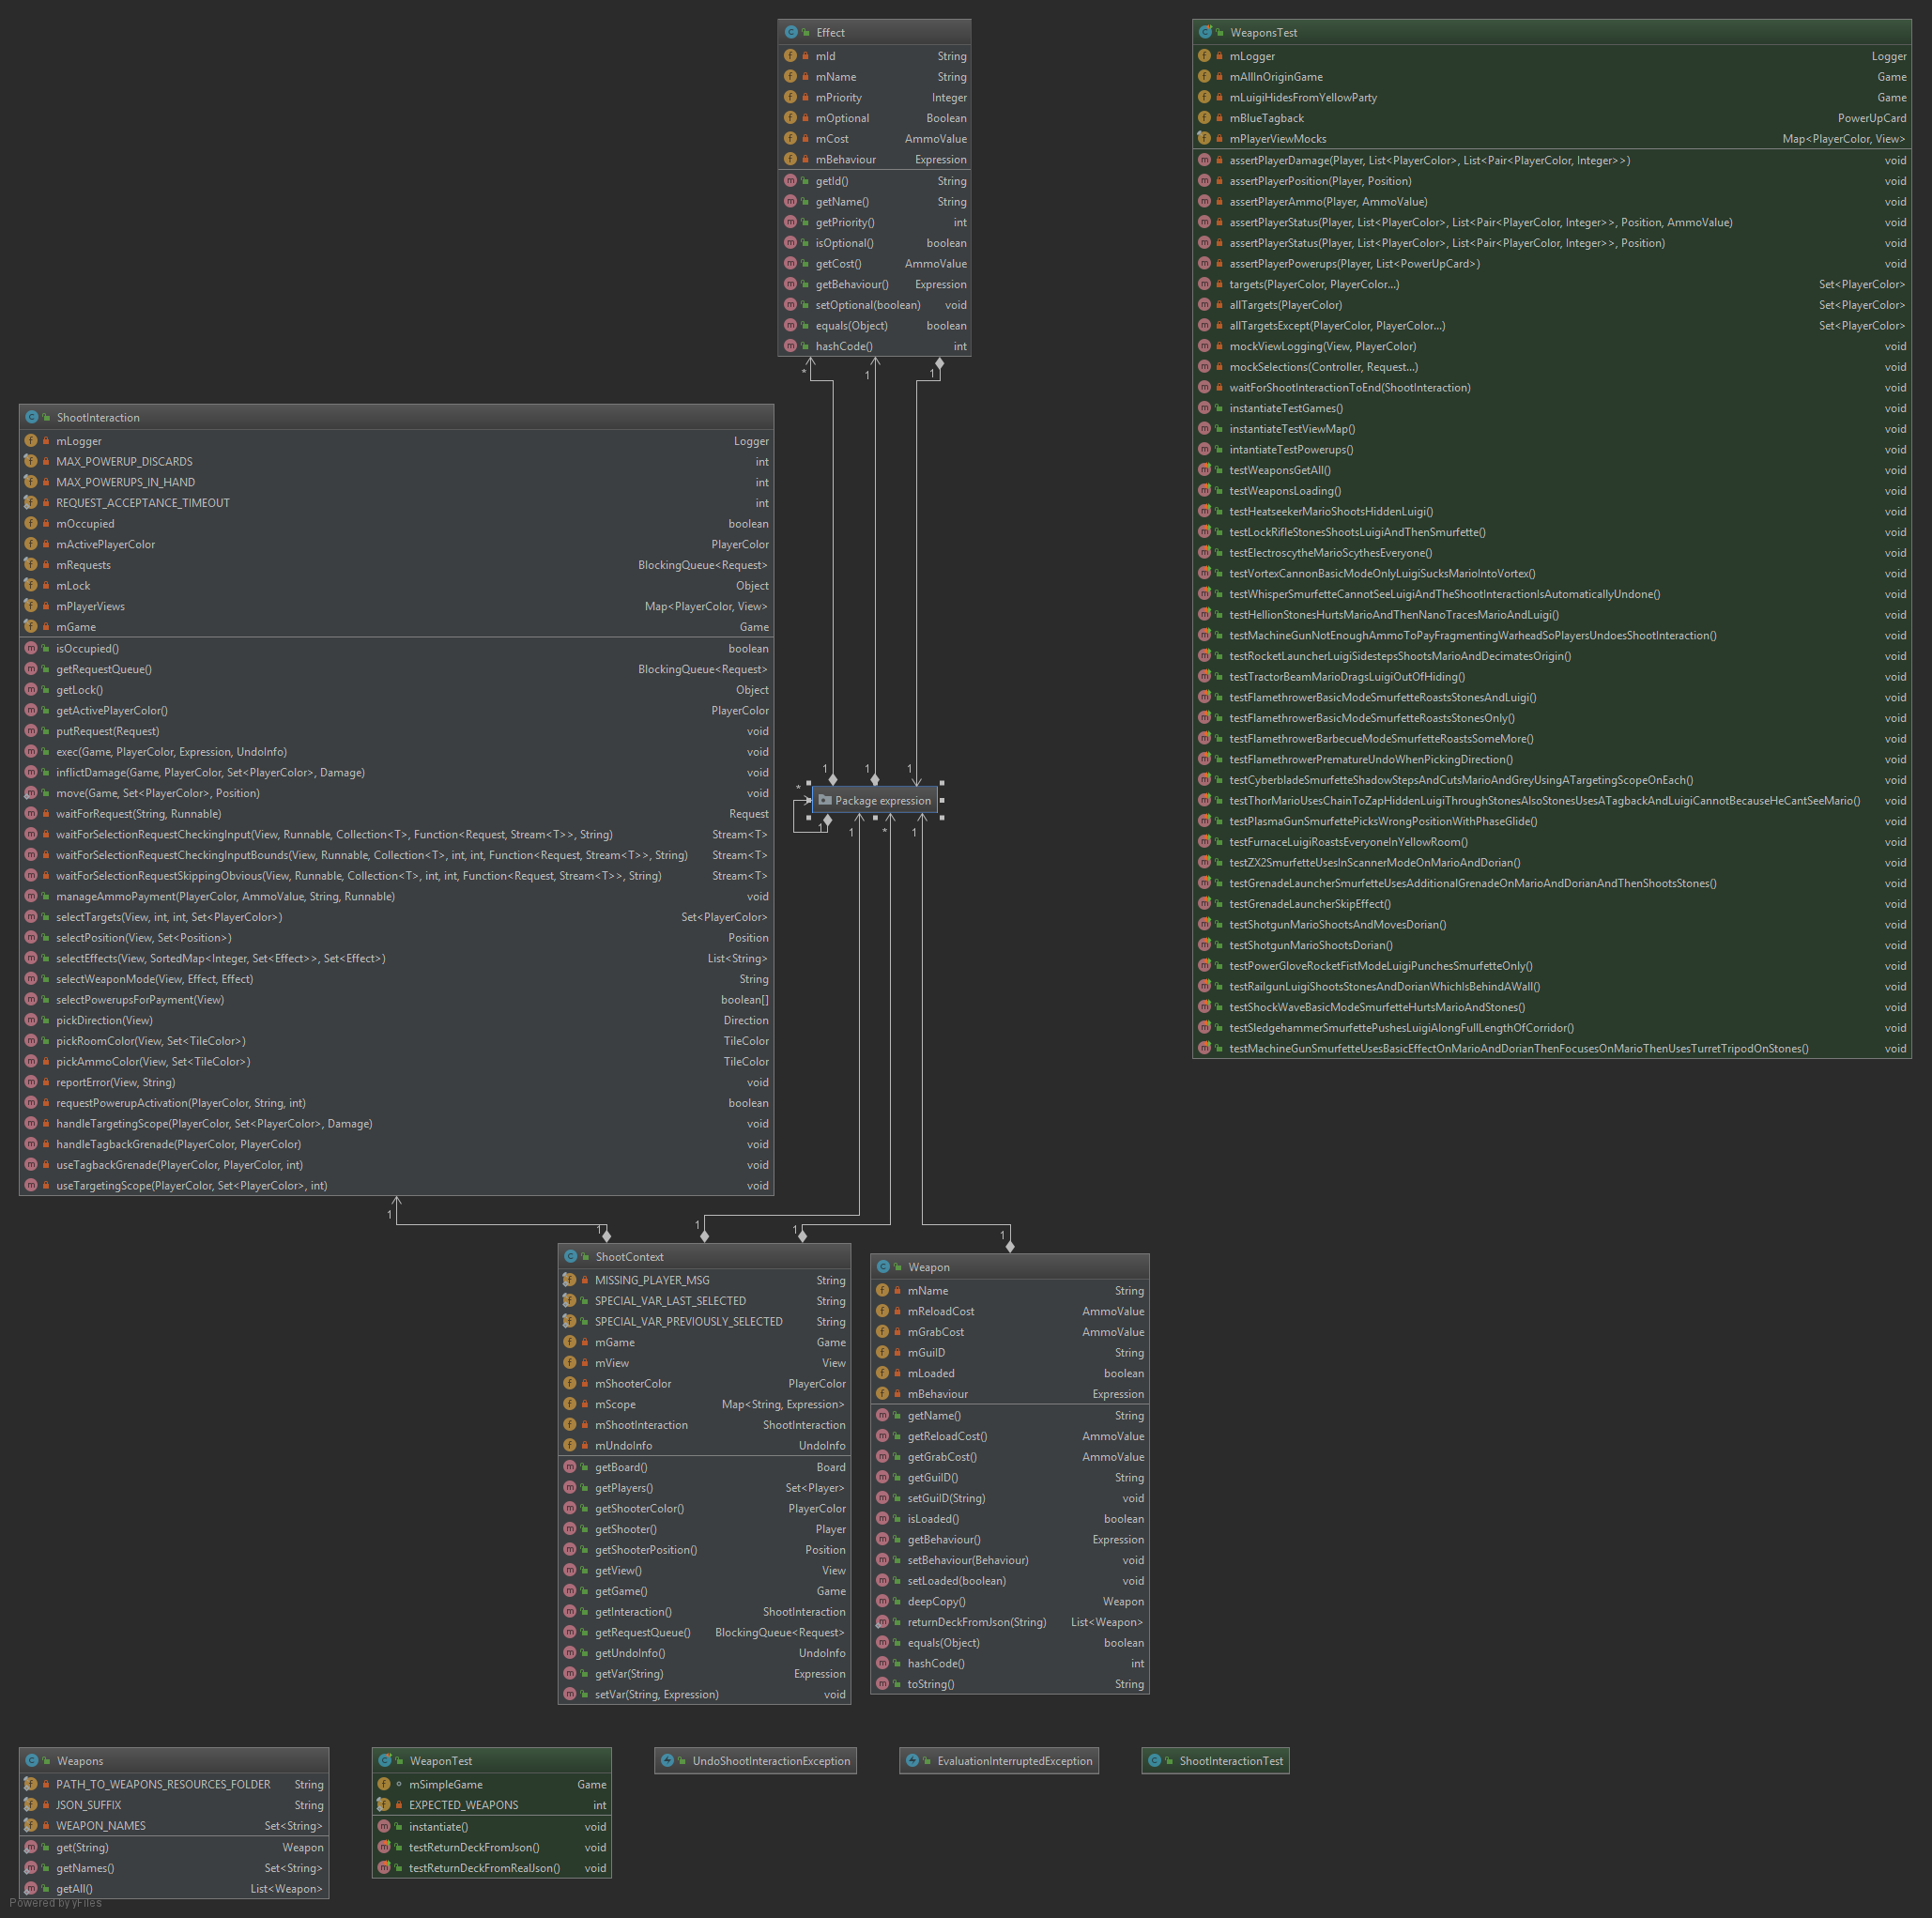 Effect
mId String
mName String
mPriority Integer
mOptional Boolean
mCost AmmoValue
mBehaviour Expression
getId() String
getName() String
getPriority() int
isOptional() boolean
getCost() AmmoValue
getBehaviour() Expression
setOptional(boolean) void
equals(Object) boolean
hashCode() int
WeaponsTest
mLogger Logger
mAllInOriginGame Game
mLuigiHidesFromYellowParty Game
mBlueTagback PowerUpCard
mPlayerViewMocks Map<PlayerColor, View>
assertPlayerDamage(Player, List<PlayerColor>, List<Pair<PlayerColor, Integer>>) void
assertPlayerPosition(Player, Position) void
assertPlayerAmmo(Player, AmmoValue) void
assertPlayerStatus(Player, List<PlayerColor>, List<Pair<PlayerColor, Integer>>, Position, AmmoValue) void
assertPlayerStatus(Player, List<PlayerColor>, List<Pair<PlayerColor, Integer>>, Position) void
assertPlayerPowerups(Player, List<PowerUpCard>) void
targets(PlayerColor, PlayerColor...) Set<PlayerColor>
allTargets(PlayerColor) Set<PlayerColor>
allTargetsExcept(PlayerColor, PlayerColor...) Set<PlayerColor>
mockViewLogging(View, PlayerColor) void
mockSelections(Controller, Request...) void
waitForShootInteractionToEnd(ShootInteraction) void
instantiateTestGames() void
instantiateTestViewMap() void
intantiateTestPowerups() void
testWeaponsGetAll() void
testWeaponsLoading() void
testHeatseekerMarioShootsHiddenLuigi() void
testLockRifleStonesShootsLuigiAndThenSmurfette() void
testElectroscytheMarioScythesEveryone() void
testVortexCannonBasicModeOnlyLuigiSucksMarioIntoVortex() void
testWhisperSmurfetteCannotSeeLuigiAndTheShootInteractionIsAutomaticallyUndone() void
testHellionStonesHurtsMarioAndThenNanoTracesMarioAndLuigi() void
testMachineGunNotEnoughAmmoToPayFragmentingWarheadSoPlayersUndoesShootInteraction() void
testRocketLauncherLuigiSidestepsShootsMarioAndDecimatesOrigin() void
testTractorBeamMarioDragsLuigiOutOfHiding() void
testFlamethrowerBasicModeSmurfetteRoastsStonesAndLuigi() void
testFlamethrowerBasicModeSmurfetteRoastsStonesOnly() void
testFlamethrowerBarbecueModeSmurfetteRoastsSomeMore() void
testFlamethrowerPrematureUndoWhenPickingDirection() void
testCyberbladeSmurfetteShadowStepsAndCutsMarioAndGreyUsingATargetingScopeOnEach() void
testThorMarioUsesChainToZapHiddenLuigiThroughStonesAlsoStonesUsesATagbackAndLuigiCannotBecauseHeCantSeeMario() void
testPlasmaGunSmurfettePicksWrongPositionWithPhaseGlide() void
testFurnaceLuigiRoastsEveryoneInYellowRoom() void
testZX2SmurfetteUsesInScannerModeOnMarioAndDorian() void
testGrenadeLauncherSmurfetteUsesAdditionalGrenadeOnMarioAndDorianAndThenShootsStones() void
testGrenadeLauncherSkipEffect() void
testShotgunMarioShootsAndMovesDorian() void
testShotgunMarioShootsDorian() void
testPowerGloveRocketFistModeLuigiPunchesSmurfetteOnly() void
testRailgunLuigiShootsStonesAndDorianWhichIsBehindAWall() void
testShockWaveBasicModeSmurfetteHurtsMarioAndStones() void
testSledgehammerSmurfettePushesLuigiAlongFullLengthOfCorridor() void
testMachineGunSmurfetteUsesBasicEffectOnMarioAndDorianThenFocusesOnMarioThenUsesTurretTripodOnStones() void
* 1 1
ShootInteraction
mLogger Logger
MAX_POWERUP_DISCARDS int
MAX_POWERUPS_IN_HAND int
REQUEST_ACCEPTANCE_TIMEOUT int
mOccupied boolean
mActivePlayerColor PlayerColor
mRequests BlockingQueue<Request>
mLock Object
mPlayerViews Map<PlayerColor, View>
mGame Game
isOccupied() boolean
getRequestQueue() BlockingQueue<Request>
getLock() Object
getActivePlayerColor() PlayerColor
putRequest(Request) void
exec(Game, PlayerColor, Expression, UndoInfo) void
inflictDamage(Game, PlayerColor, Set<PlayerColor>, Damage) void
move(Game, Set<PlayerColor>, Position) void
waitForRequest(String, Runnable) Request
waitForSelectionRequestCheckingInput(View, Runnable, Collection<T>, Function<Request, Stream<T>>, String) Stream<T>
waitForSelectionRequestCheckingInputBounds(View, Runnable, Collection<T>, int, int, Function<Request, Stream<T>>, String) Stream<T>
waitForSelectionRequestSkippingObvious(View, Runnable, Collection<T>, int, int, Function<Request, Stream<T>>, String) Stream<T>
manageAmmoPayment(PlayerColor, AmmoValue, String, Runnable) void
selectTargets(View, int, int, Set<PlayerColor>) Set<PlayerColor>
selectPosition(View, Set<Position>) Position
selectEffects(View, SortedMap<Integer, Set<Effect>>, Set<Effect>) List<String>
selectWeaponMode(View, Effect, Effect) String
selectPowerupsForPayment(View) boolean[]
pickDirection(View) Direction
pickRoomColor(View, Set<TileColor>) TileColor
pickAmmoColor(View, Set<TileColor>) TileColor
reportError(View, String) void
requestPowerupActivation(PlayerColor, String, int) boolean
handleTargetingScope(PlayerColor, Set<PlayerColor>, Damage) void
handleTagbackGrenade(PlayerColor, PlayerColor) void
useTagbackGrenade(PlayerColor, PlayerColor, int) void
useTargetingScope(PlayerColor, Set<PlayerColor>, int) void
1 1 1
*
Package expression
1 1 * 1
1 1 1 1 1
ShootContext
MISSING_PLAYER_MSG String
SPECIAL_VAR_LAST_SELECTED String
SPECIAL_VAR_PREVIOUSLY_SELECTED String
mGame Game
mView View
mShooterColor PlayerColor
mScope Map<String, Expression>
mShootInteraction ShootInteraction
mUndoInfo UndoInfo
getBoard() Board
getPlayers() Set<Player>
getShooterColor() PlayerColor
getShooter() Player
getShooterPosition() Position
getView() View
getGame() Game
getInteraction() ShootInteraction
getRequestQueue() BlockingQueue<Request>
getUndoInfo() UndoInfo
getVar(String) Expression
setVar(String, Expression) void
Weapon
mName String
mReloadCost AmmoValue
mGrabCost AmmoValue
mGuiID String
mLoaded boolean
mBehaviour Expression
getName() String
getReloadCost() AmmoValue
getGrabCost() AmmoValue
getGuiID() String
setGuiID(String) void
isLoaded() boolean
getBehaviour() Expression
setBehaviour(Behaviour) void
setLoaded(boolean) void
deepCopy() Weapon
returnDeckFromJson(String) List<Weapon>
equals(Object) boolean
hashCode() int
toString() String
Weapons
PATH_TO_WEAPONS_RESOURCES_FOLDER String
JSON_SUFFIX String
WEAPON_NAMES Set<String>
get(String) Weapon
getNames() Set<String>
getAll() List<Weapon>
WeaponTest
mSimpleGame Game
EXPECTED_WEAPONS int
instantiate() void
testReturnDeckFromJson() void
testReturnDeckFromRealJson() void
UndoShootInteractionException
EvaluationInterruptedException
ShootInteractionTest
Powered by yFiles